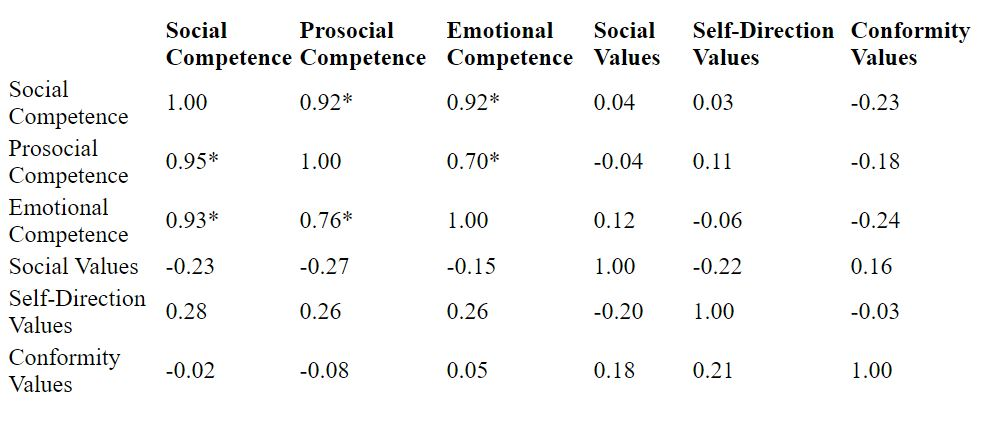 Social Prosocial Emotional Social Self-Direction Conformity
Competence Competence Competence Values Values Values
Social
Competence 1.00 0.92* 0.92* 0.04 0.03 -0.23
Prosocial
Competence 0.95* 1.00 0.70* -0.04 0.11 -0.18
Emotional
Competence 0.93* 0.76* 1.00 0.12 -0.06 -0.24
Social Values -0.23 -0.27 -0.15 1.00 -0.22 0.16
Self-Direction
Values 0.28 0.26 0.26 -0.20 1.00 -0.03
Conformity
Values -0.02 -0.08 0.05 0.18 0.21 1.00